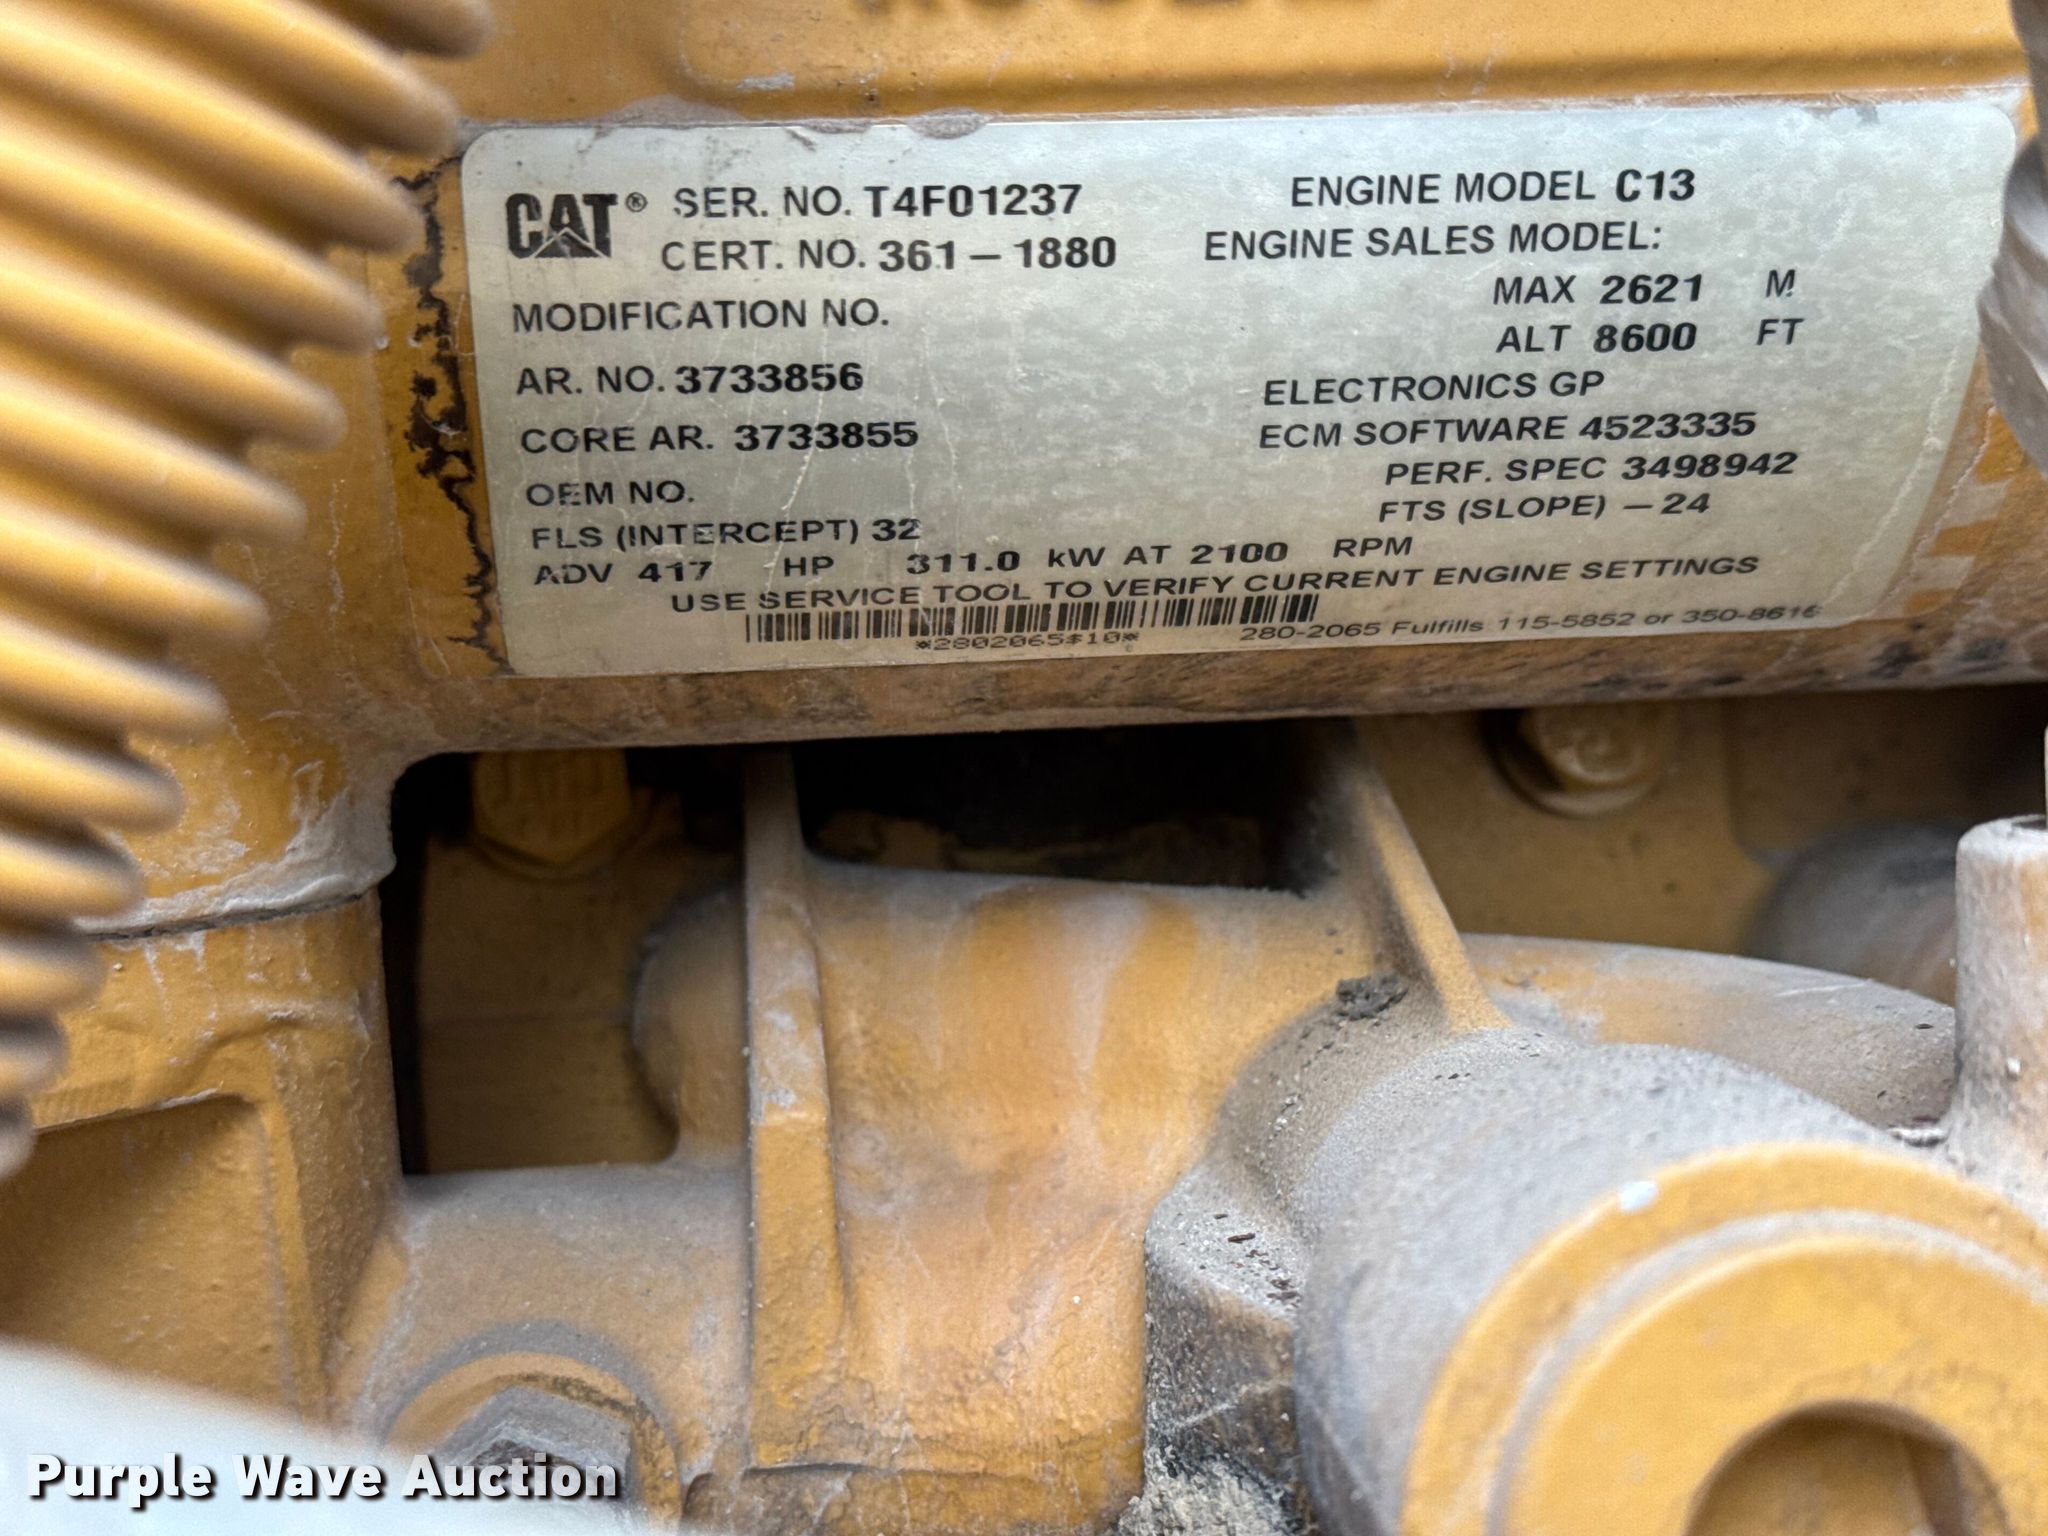 CAT® SER. NO. T4F01237
CERT. NO. 361-1880
MODIFICATION NO.
AR. NO. 3733856
CORE AR. 3733855
OEM NO.
FLS (INTERCEPT) 32
ENGINE MODEL C13
ENGINE SALES MODEL:
MAX 2621 M
ALT 8600 FT
ELECTRONICS GP
ECM SOFTWARE 4523335
PERF. SPEC 3498942
FTS (SLOPE) -24
ADV 417 HP 311.0 kW AT 2100 RPM
USE SERVICE TOOL TO VERIFY CURRENT ENGINE SETTINGS
*2802065$10*
280-2065 Fulfills 115-5852 or 350-8616
Purple Wave Auction